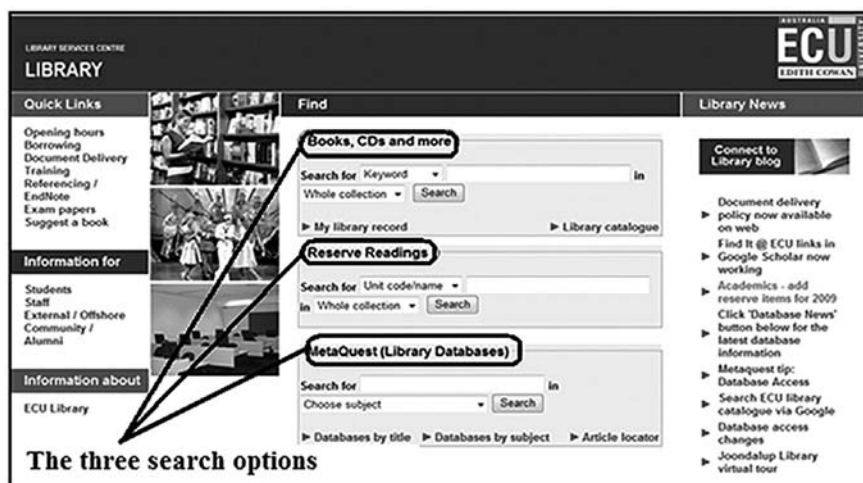 LIBRARY SERVICES CENTRE
LIBRARY
AUSTRALIA
ECU
EDITH COWAN
UNIVERSITY
Quick Links
Opening hours
Borrowing
Document Delivery
Training
Referencing /
EndNote
Exam papers
Suggest a book
Information for
Students
Staff
External / Offshore
Community /
Alumni
Information about
ECU Library
Find
Books, CDs and more
Search for Keyword in
Whole collection Search
My library record Library catalogue
Reserve Readings
Search for Unit code/name
in Whole collection Search
MetaQuest (Library Databases)
Search for in
Choose subject Search
Databases by title Databases by subject Article locator
Library News
Connect to
Library blog
Document delivery
policy now available
on web
Find It @ ECU links in
Google Scholar now
working
Academics - add
reserve items for 2009
Click 'Database News'
button below for the
latest database
information
Metaquest tip:
Database Access
Search ECU library
catalogue via Google
Database access
changes
Joondalup Library
virtual tour
The three search options